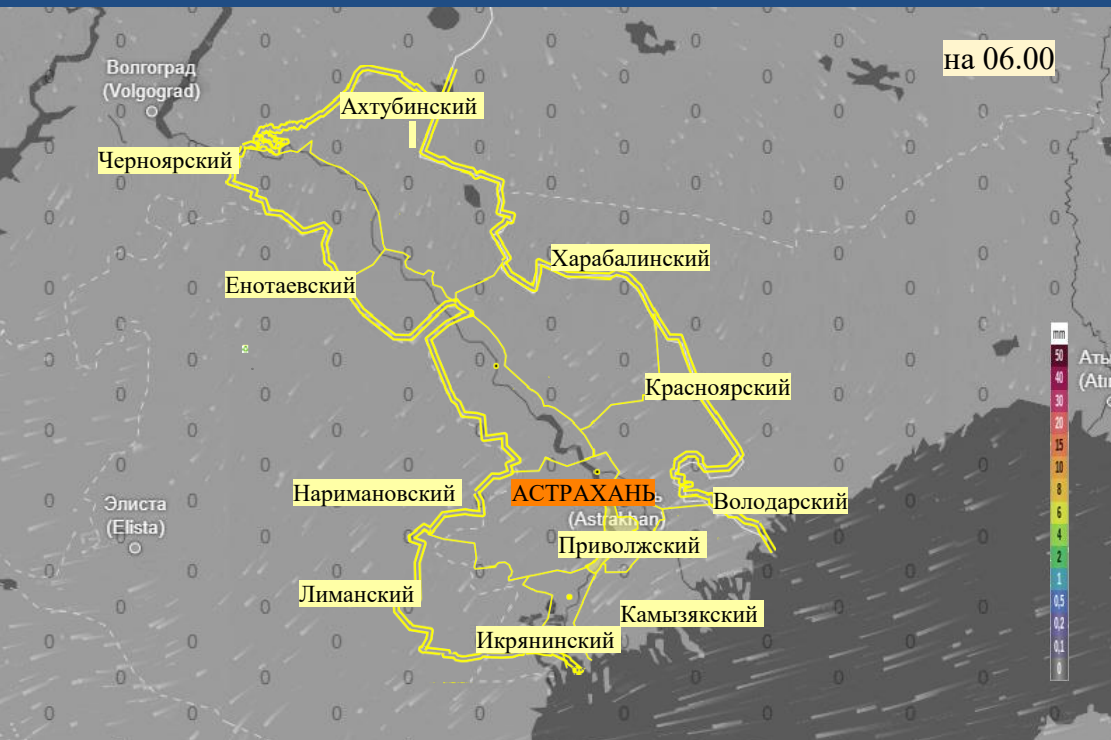 на 06.00
Волгоград
(Volgograd)
Ахтубинский
Черноярский
Харабалинский
Енотаевский
mm
50
40
30
20
15
10
8
6
4
2
1
0,5
0,2
0,1
0
Красноярский
Наримановский
АСТРАХАНЬ
(Astrakhan)
Володарский
Элиста
(Elista)
Приволжский
Лиманский
Камызякский
Икрянинский